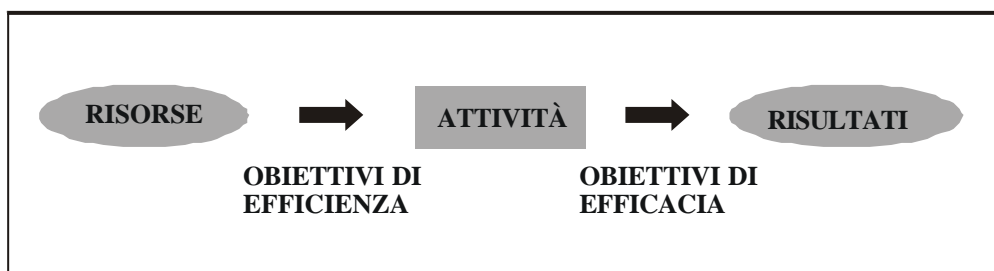 RISORSE
ATTIVITÀ
RISULTATI
OBIETTIVI DI
EFFICIENZA
OBIETTIVI DI
EFFICACIA